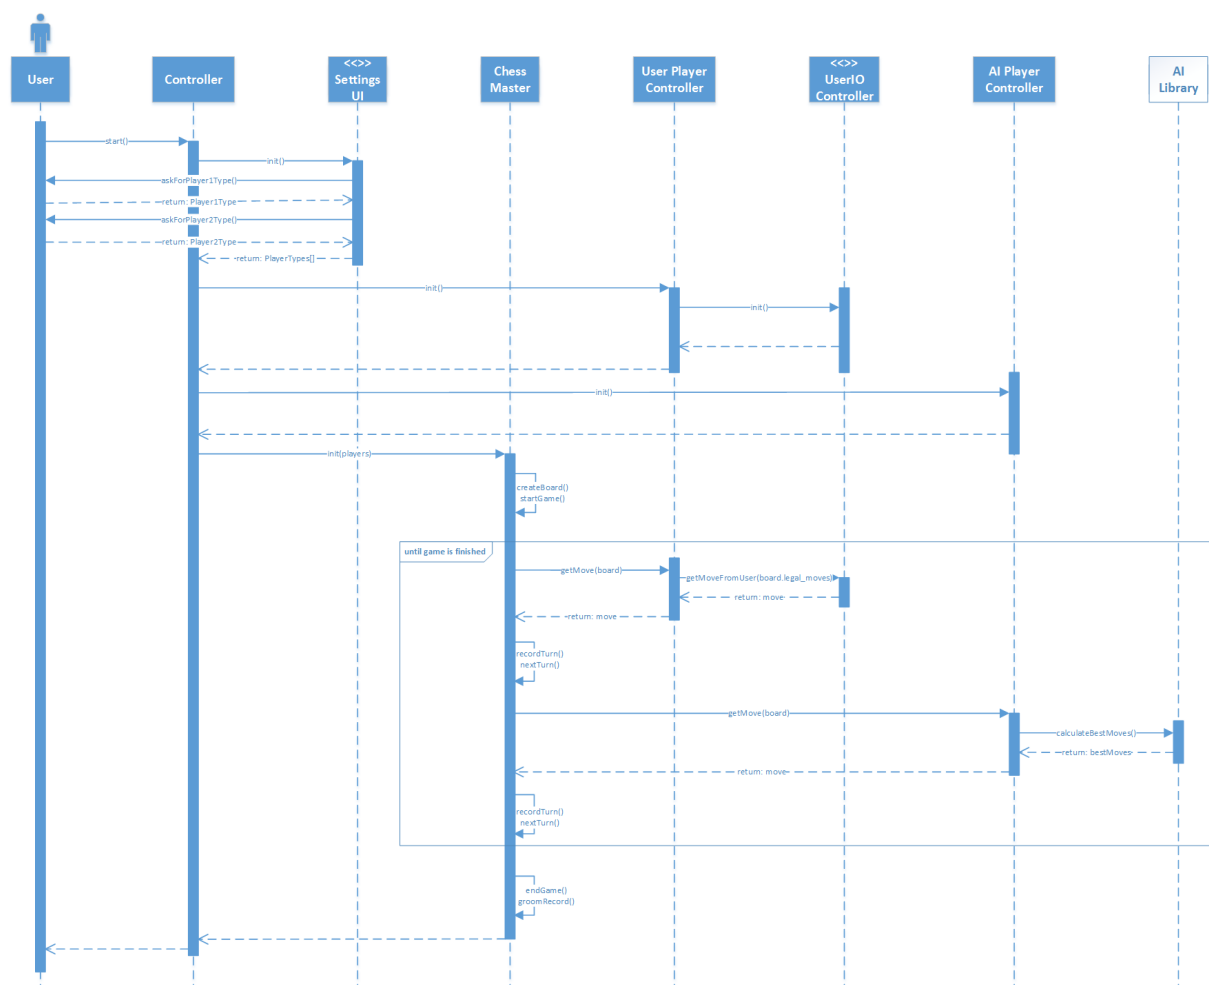 User
Controller
<<>>
Settings
UI
Chess
Master
User Player
Controller
<<>>
UserIO
Controller
AI Player
Controller
AI
Library
start()
init()
askForPlayer1Type()
return: Player1Type
askForPlayer2Type()
return: Player2Type
return: PlayerTypes[]
init()
init()
init()
init(players)
createBoard()
startGame()
until game is finished
getMove(board)
getMoveFromUser(board.legal_moves)
return: move
return: move
recordTurn()
nextTurn()
getMove(board)
calculateBestMoves()
return: bestMoves
return: move
recordTurn()
nextTurn()
endGame()
groomRecord()